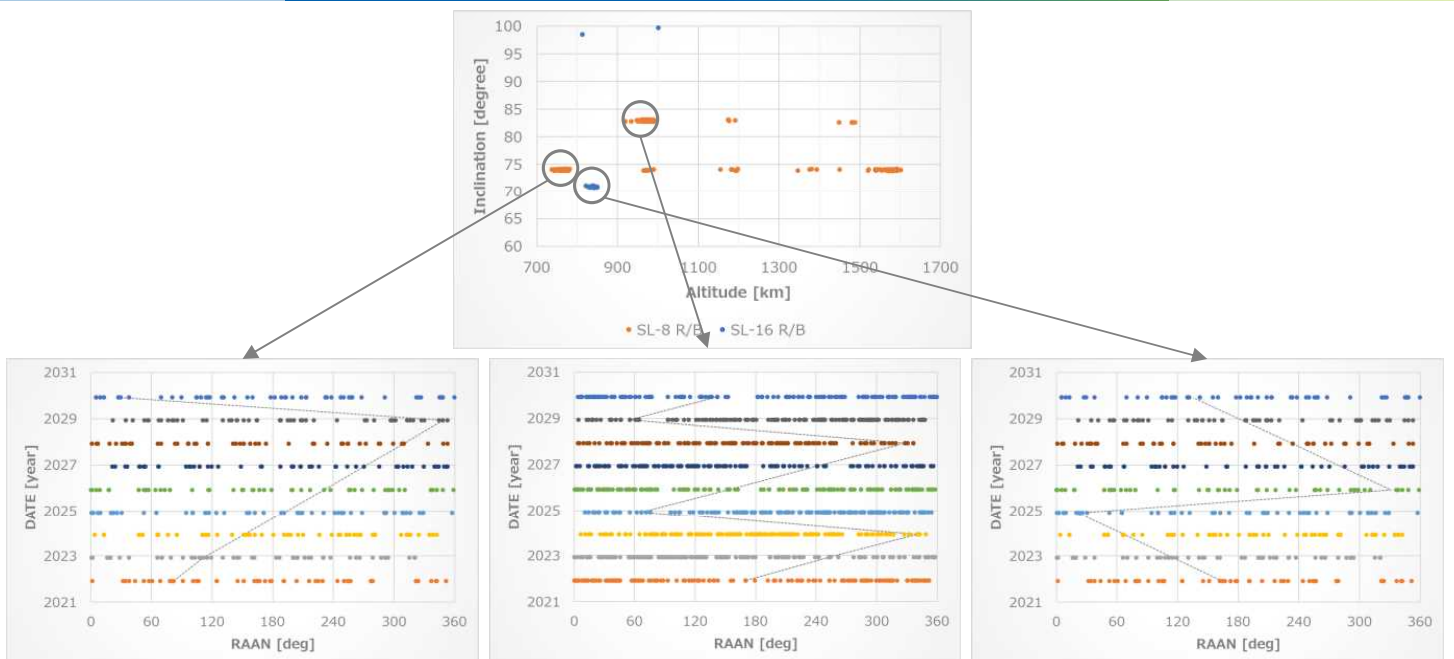 100
95
90
85
80
75
70
65
60
Inclination [degree]
700 900 1100 1300 1500 1700
Altitude [km]
SL-8 R/B SL-16 R/B
2031
2029
2027
2025
2023
2021
DATE [year]
0 60 120 180 240 300 360
RAAN [deg]
2031
2029
2027
2025
2023
2021
DATE [year]
0 60 120 180 240 300 360
RAAN [deg]
2031
2029
2027
2025
2023
2021
DATE [year]
0 60 120 180 240 300 360
RAAN [deg]